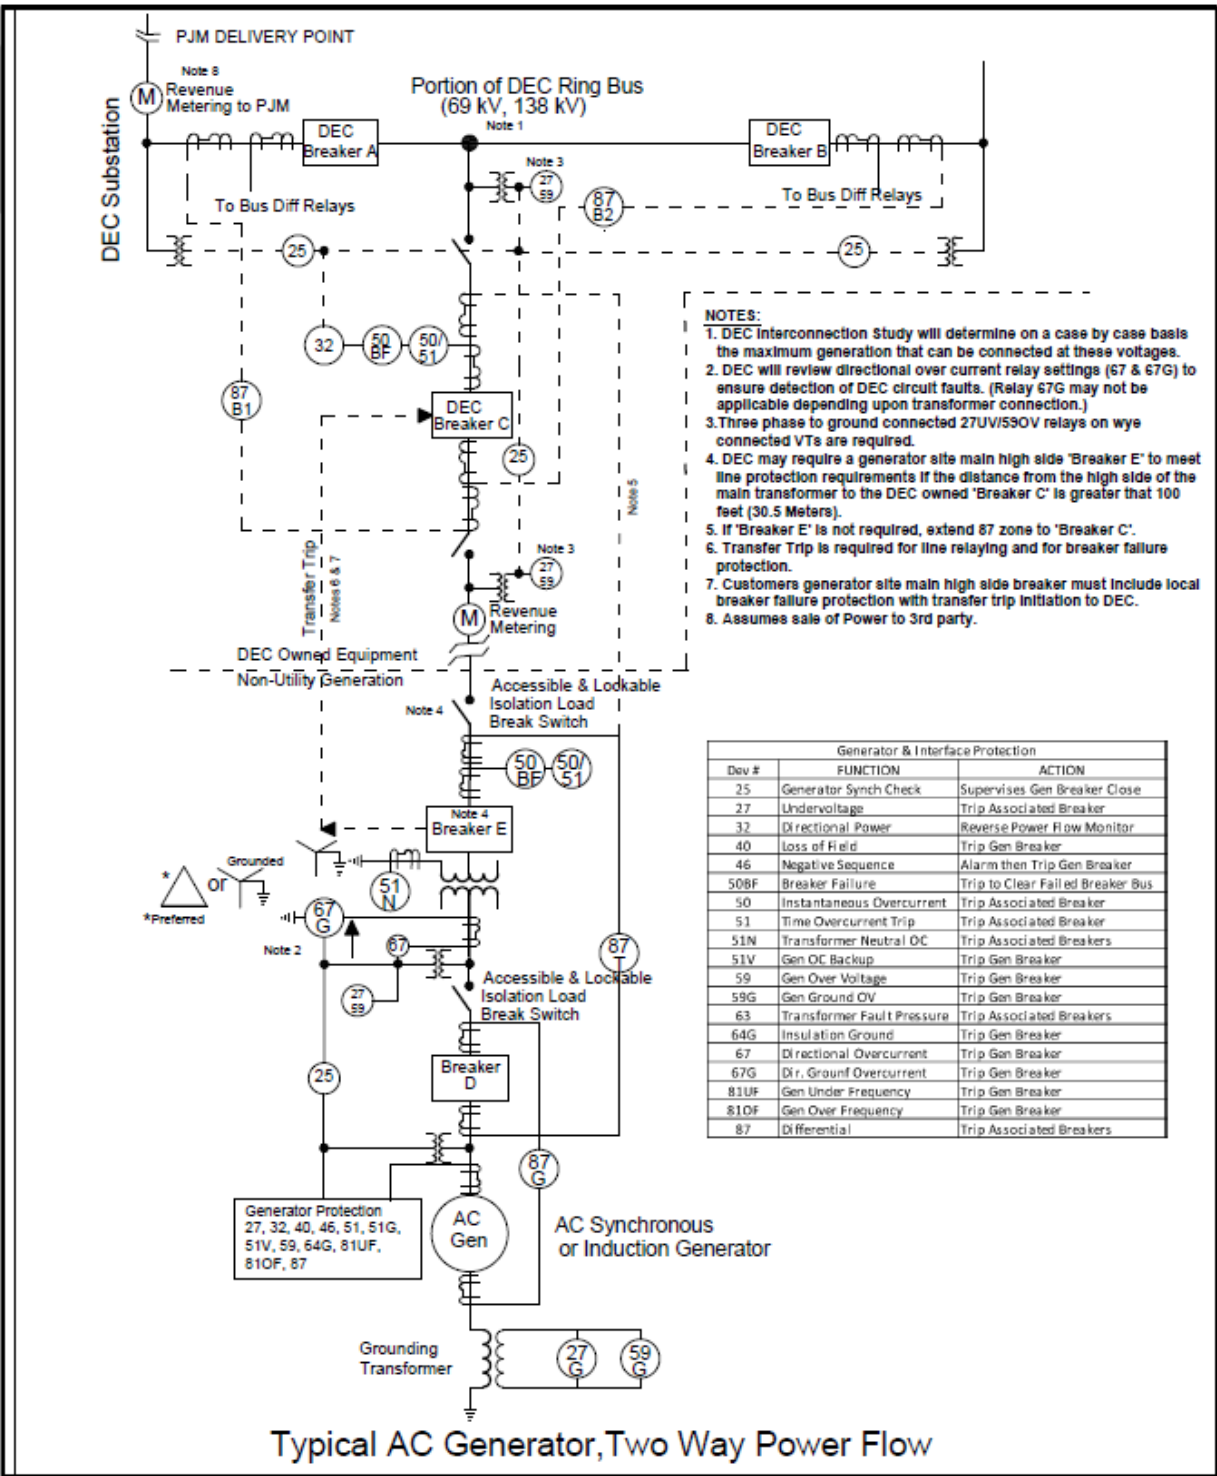 PJM DELIVERY POINT
Note 8
M
Revenue
Metering to PJM
Portion of DEC Ring Bus
(69 kV, 138 kV)
Note 1
DEC Substation
DEC
Breaker A
DEC
Breaker B
To Bus Diff Relays
To Bus Diff Relays
Note 3
27
59
87
B2
25
25
32
50
BF
50/
51
87
B1
DEC
Breaker C
25
Note 5
Transfer Trip
Notes 6 & 7
Note 3
27
59
M
Revenue
Metering
DEC Owned Equipment
Non-Utility Generation
NOTES:
1. DEC Interconnection Study will determine on a case by case basis
the maximum generation that can be connected at these voltages.
2. DEC will review directional over current relay settings (67 & 67G) to
ensure detection of DEC circuit faults. (Relay 67G may not be
applicable depending upon transformer connection.)
3.Three phase to ground connected 27UV/59OV relays on wye
connected VTs are required.
4. DEC may require a generator site main high side 'Breaker E' to meet
line protection requirements if the distance from the high side of the
main transformer to the DEC owned 'Breaker C' is greater that 100
feet (30.5 Meters).
5. If 'Breaker E' is not required, extend 87 zone to 'Breaker C'.
6. Transfer Trip is required for line relaying and for breaker failure
protection.
7. Customers generator site main high side breaker must include local
breaker failure protection with transfer trip initiation to DEC.
8. Assumes sale of Power to 3rd party.
Note 4
Accessible & Lockable
Isolation Load
Break Switch
50
BF
50/
51
Note 4
Breaker E
* or
Grounded
*Preferred
51
N
67
G
Note 2
67
27
59
87
T
Accessible & Lockable
Isolation Load
Break Switch
25
Breaker
D
87
G
Generator Protection
27, 32, 40, 46, 51, 51G,
51V, 59, 64G, 81UF,
81OF, 87
AC
Gen
AC Synchronous
or Induction Generator
Grounding
Transformer
27
G
59
G
Generator & Interface Protection
Dev # FUNCTION ACTION
25 Generator Synch Check Supervises Gen Breaker Close
27 Undervoltage Trip Associated Breaker
32 Directional Power Reverse Power Flow Monitor
40 Loss of Field Trip Gen Breaker
46 Negative Sequence Alarm then Trip Gen Breaker
50BF Breaker Failure Trip to Clear Failed Breaker Bus
50 Instantaneous Overcurrent Trip Associated Breaker
51 Time Overcurrent Trip Trip Associated Breaker
51N Transformer Neutral OC Trip Associated Breakers
51V Gen OC Backup Trip Gen Breaker
59 Gen Over Voltage Trip Gen Breaker
59G Gen Ground OV Trip Gen Breaker
63 Transformer Fault Pressure Trip Associated Breakers
64G Insulation Ground Trip Gen Breaker
67 Directional Overcurrent Trip Gen Breaker
67G Dir. Grounf Overcurrent Trip Gen Breaker
81UF Gen Under Frequency Trip Gen Breaker
81OF Gen Over Frequency Trip Gen Breaker
87 Differential Trip Associated Breakers
Typical AC Generator,Two Way Power Flow